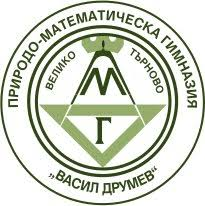 ПРИРОДО-МАТЕМАТИЧЕСКА ГИМНАЗИЯ
ВЕЛИКО ТЪРНОВО
М
Г
„ВАСИЛ ДРУМЕВ“